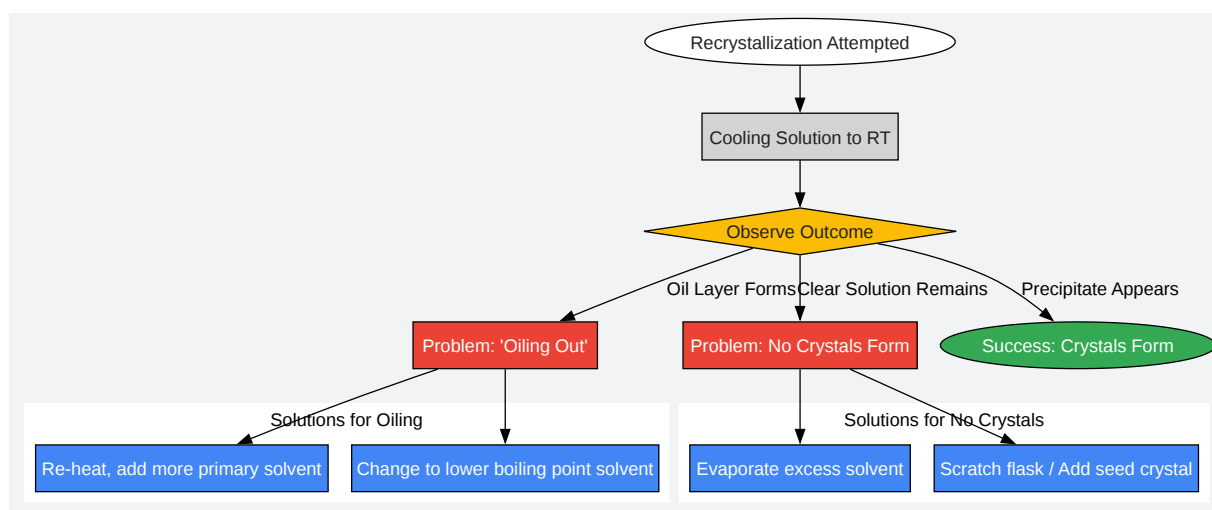 Recrystallization Attempted
Cooling Solution to RT
Observe Outcome
Oil Layer Forms
Clear Solution Remains
Precipitate Appears
Problem: 'Oiling Out'
Problem: No Crystals Form
Success: Crystals Form
Solutions for Oiling
Solutions for No Crystals
Re-heat, add more primary solvent
Change to lower boiling point solvent
Evaporate excess solvent
Scratch flask / Add seed crystal